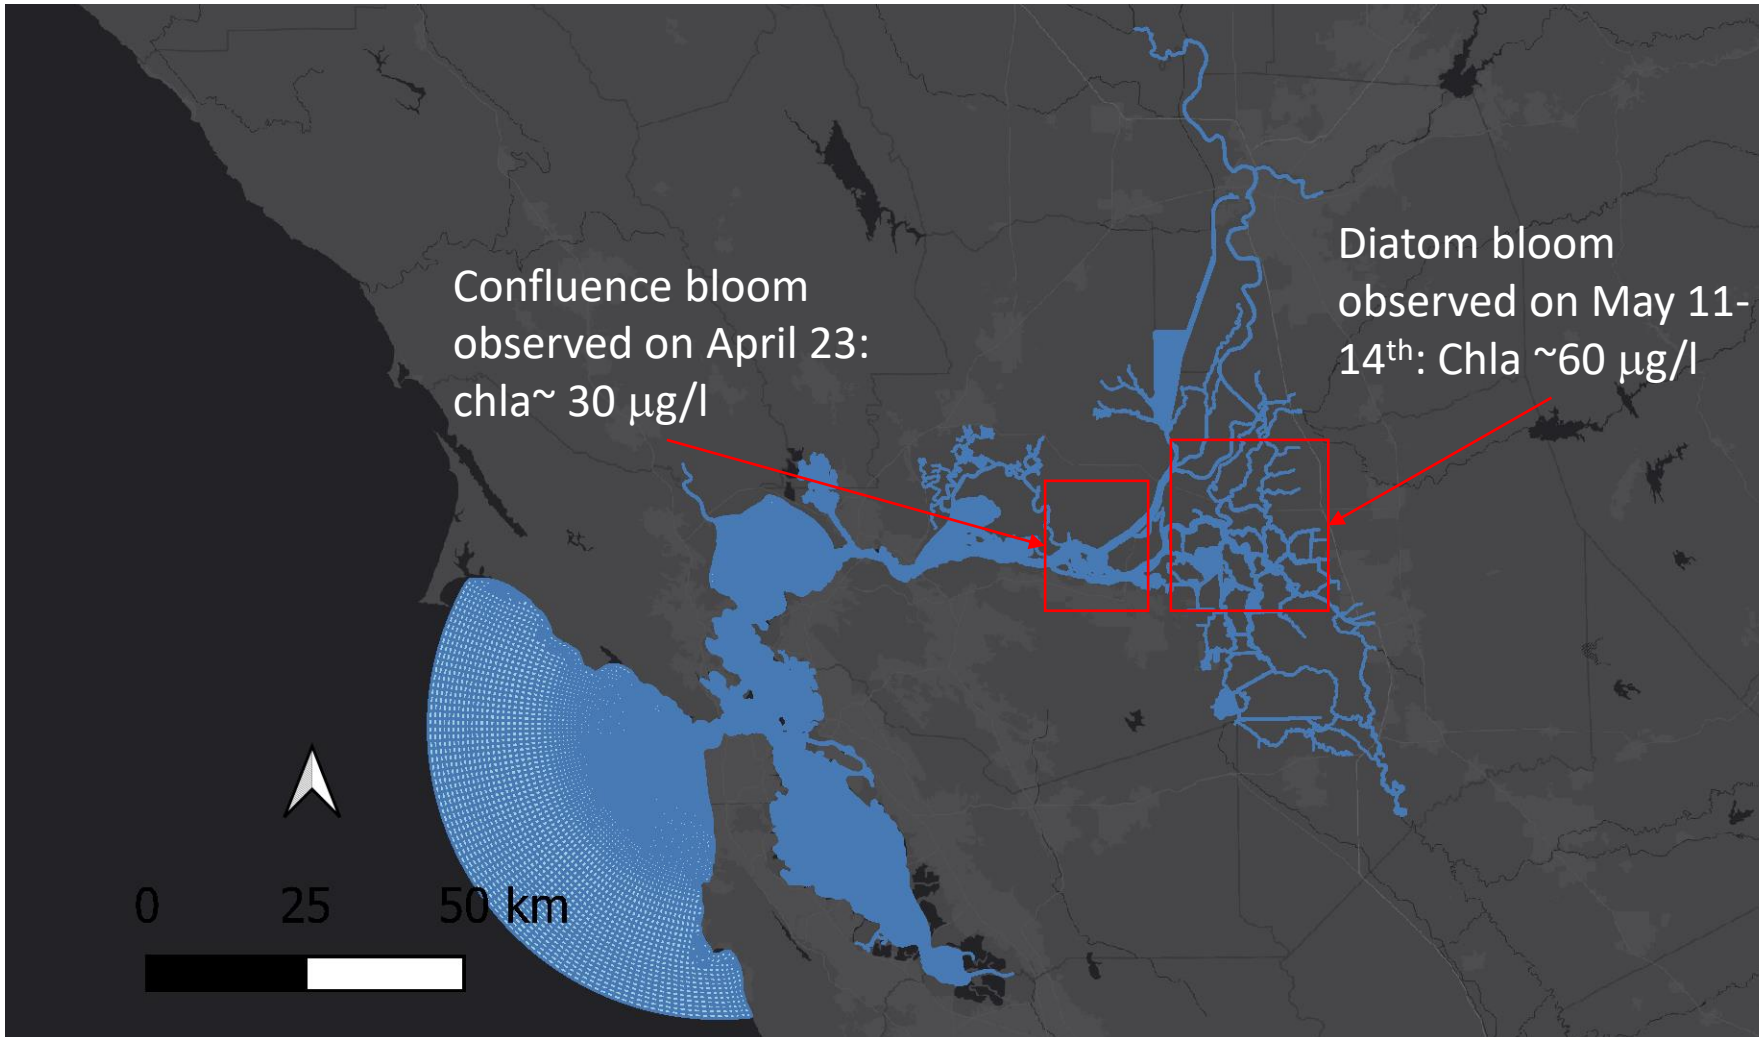 Confluence bloom
observed on April 23:
chla~ 30 μg/l
Diatom bloom
observed on May 11-
14th: Chla ~60 μg/l
0 25 50 km